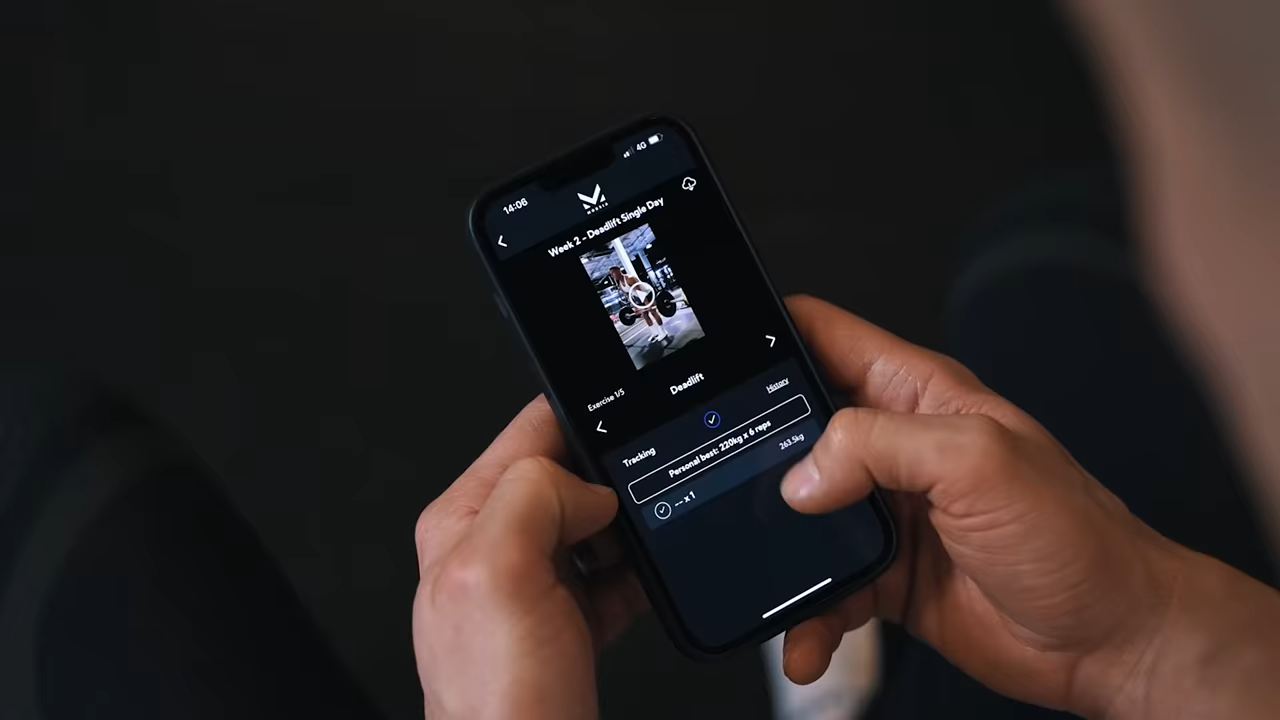 14:06
4G
Week 2 - Deadlift Single Day
Exercise 1/5
Deadlift
History
Tracking
Personal best: 220kg x 6 reps
-- x 1
263.5kg